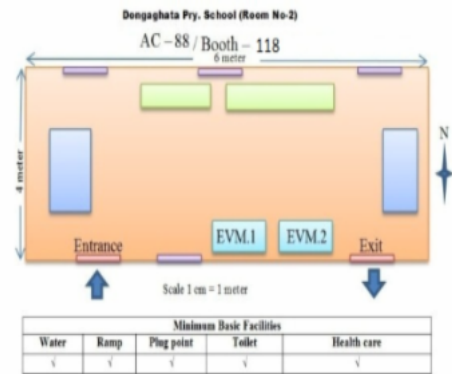 Dongaghata Pry. School (Room No-2)
AC – 88 / Booth – 118
6 meter
4 meter
N
EVM.1 EVM.2
Entrance Exit
Scale 1 cm = 1 meter
Minimum Basic Facilities
Water Ramp Plug point Toilet Health care
√ √ √ √ √